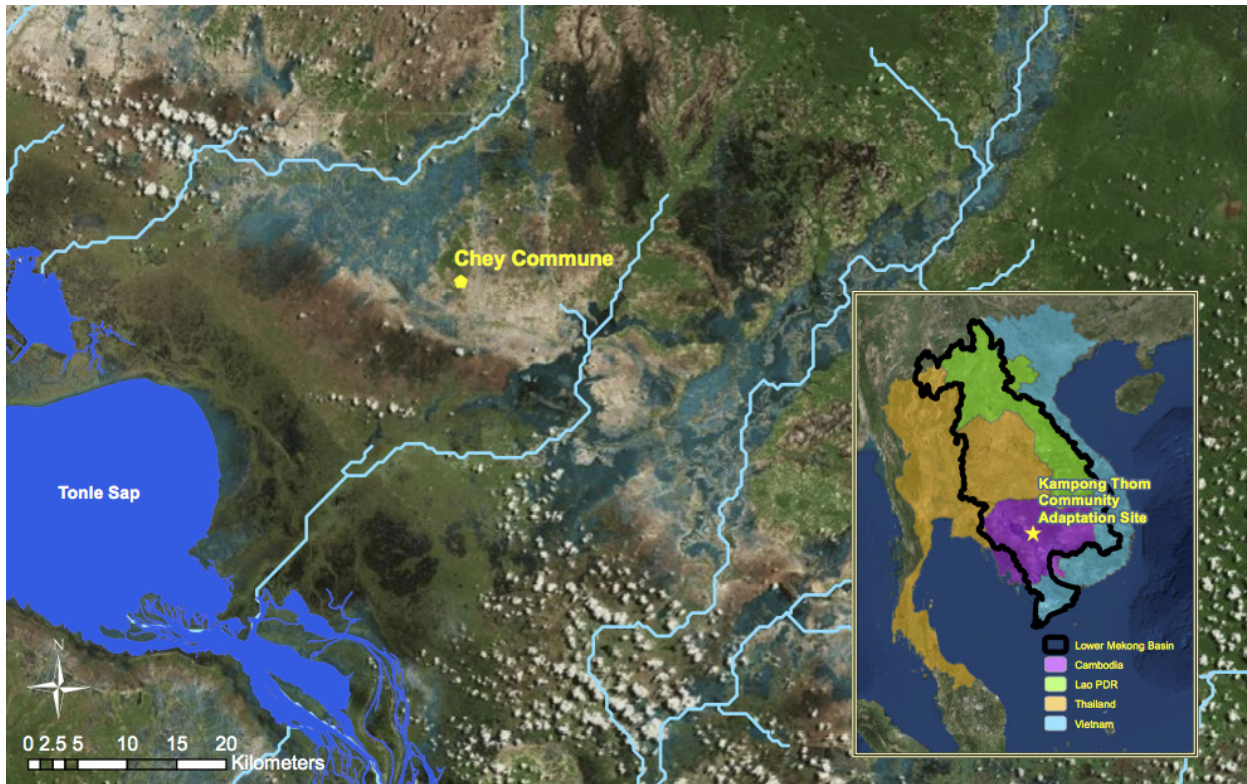 Chey Commune
Tonle Sap
N
0 2.5 5 10 15 20
Kilometers
Kampong Thom
Community
Adaptation Site
Lower Mekong Basin
Cambodia
Lao PDR
Thailand
Vietnam